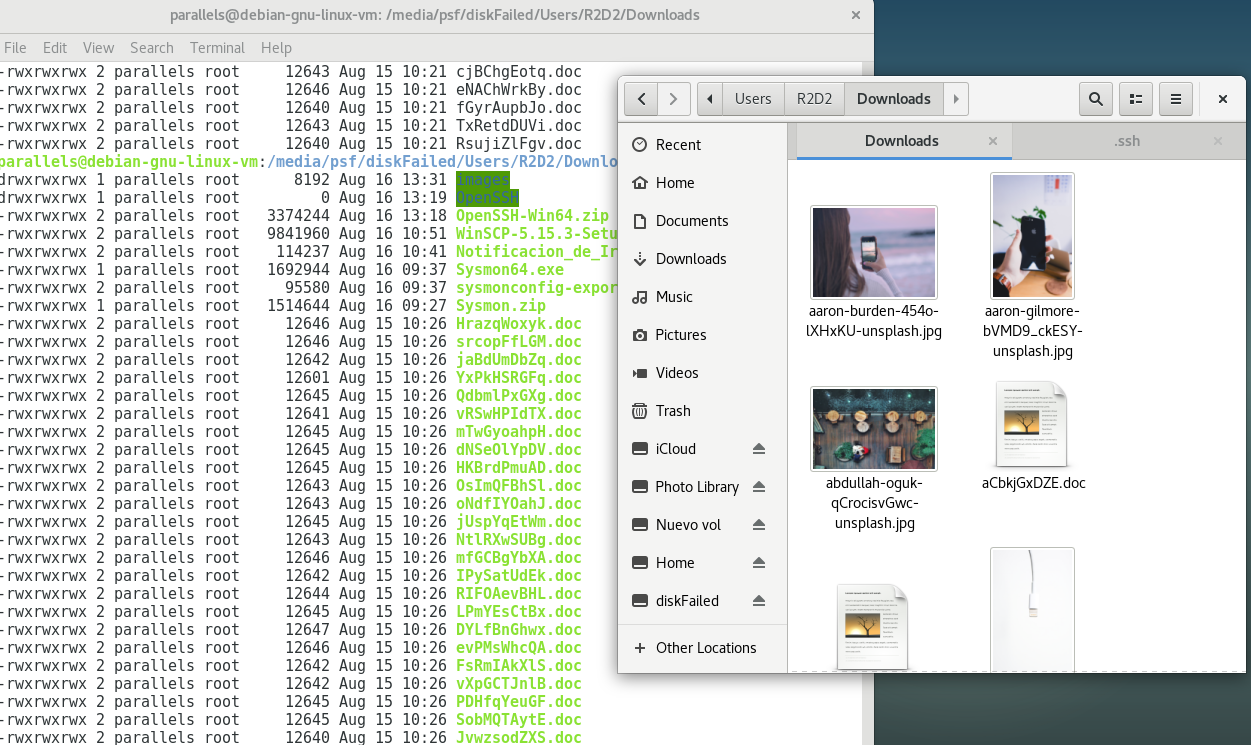 parallels@debian-gnu-linux-vm: /media/psf/diskFailed/Users/R2D2/Downloads
File Edit View Search Terminal Help
-rwxrwxrwx 2 parallels root 12643 Aug 15 10:21 cjBChgEotq.doc
-rwxrwxrwx 2 parallels root 12646 Aug 15 10:21 eNAChWrkBy.doc
-rwxrwxrwx 2 parallels root 12640 Aug 15 10:21 fGyrAupbJo.doc
-rwxrwxrwx 2 parallels root 12643 Aug 15 10:21 TxRetdDUVi.doc
-rwxrwxrwx 2 parallels root 12640 Aug 15 10:21 RsujiZlFgv.doc
parallels@debian-gnu-linux-vm:/media/psf/diskFailed/Users/R2D2/Downlo
drwxrwxrwx 1 parallels root 8192 Aug 16 13:31 images
drwxrwxrwx 1 parallels root 0 Aug 16 13:19 OpenSSH
-rwxrwxrwx 2 parallels root 3374244 Aug 16 13:18 OpenSSH-Win64.zip
-rwxrwxrwx 2 parallels root 9841960 Aug 16 10:51 WinSCP-5.15.3-Setu
-rwxrwxrwx 2 parallels root 114237 Aug 16 10:41 Notificacion_de_Ir
-rwxrwxrwx 1 parallels root 1692944 Aug 16 09:37 Sysmon64.exe
-rwxrwxrwx 2 parallels root 95580 Aug 16 09:37 sysmonconfig-expor
-rwxrwxrwx 1 parallels root 1514644 Aug 16 09:27 Sysmon.zip
-rwxrwxrwx 2 parallels root 12646 Aug 15 10:26 HrazqWoxyk.doc
-rwxrwxrwx 2 parallels root 12646 Aug 15 10:26 srcopFfLGM.doc
-rwxrwxrwx 2 parallels root 12642 Aug 15 10:26 jaBdUmDbZq.doc
-rwxrwxrwx 2 parallels root 12601 Aug 15 10:26 YxPkHSRGFq.doc
-rwxrwxrwx 2 parallels root 12645 Aug 15 10:26 QdbmlPxGXg.doc
-rwxrwxrwx 2 parallels root 12641 Aug 15 10:26 vRSwHPIdTX.doc
-rwxrwxrwx 2 parallels root 12645 Aug 15 10:26 mTwGyoahpH.doc
-rwxrwxrwx 2 parallels root 12645 Aug 15 10:26 dNSeOlYpDV.doc
-rwxrwxrwx 2 parallels root 12645 Aug 15 10:26 HKBrdPmuAD.doc
-rwxrwxrwx 2 parallels root 12643 Aug 15 10:26 OsImQFBhSl.doc
-rwxrwxrwx 2 parallels root 12643 Aug 15 10:26 oNdfIYOahJ.doc
-rwxrwxrwx 2 parallels root 12645 Aug 15 10:26 jUspYqEtWm.doc
-rwxrwxrwx 2 parallels root 12643 Aug 15 10:26 NtlRXwSUBg.doc
-rwxrwxrwx 2 parallels root 12646 Aug 15 10:26 mfGCBgYbXA.doc
-rwxrwxrwx 2 parallels root 12642 Aug 15 10:26 IPySatUdEk.doc
-rwxrwxrwx 2 parallels root 12644 Aug 15 10:26 RIFOAevBHL.doc
-rwxrwxrwx 2 parallels root 12645 Aug 15 10:26 LPmYEsCtBx.doc
-rwxrwxrwx 2 parallels root 12647 Aug 15 10:26 DYLfBnGhwx.doc
-rwxrwxrwx 2 parallels root 12646 Aug 15 10:26 evPMsWhcQA.doc
-rwxrwxrwx 2 parallels root 12642 Aug 15 10:26 FsRmIAkXlS.doc
-rwxrwxrwx 2 parallels root 12642 Aug 15 10:26 vXpGCTJnlB.doc
-rwxrwxrwx 2 parallels root 12645 Aug 15 10:26 PDHfqYeuGF.doc
-rwxrwxrwx 2 parallels root 12645 Aug 15 10:26 SobMQTAytE.doc
-rwxrwxrwx 2 parallels root 12640 Aug 15 10:26 JvwzsodZXS.doc
Users R2D2 Downloads
Downloads .ssh
Recent
Home
Documents
Downloads
Music
Pictures
Videos
Trash
iCloud
Photo Library
Nuevo vol
Home
diskFailed
Other Locations
aaron-burden-454o-
lXHxKU-unsplash.jpg
aaron-gilmore-
bVMD9_ckESY-
unsplash.jpg
abdullah-oguk-
qCrocisvGwc-
unsplash.jpg
aCbkjGxDZE.doc